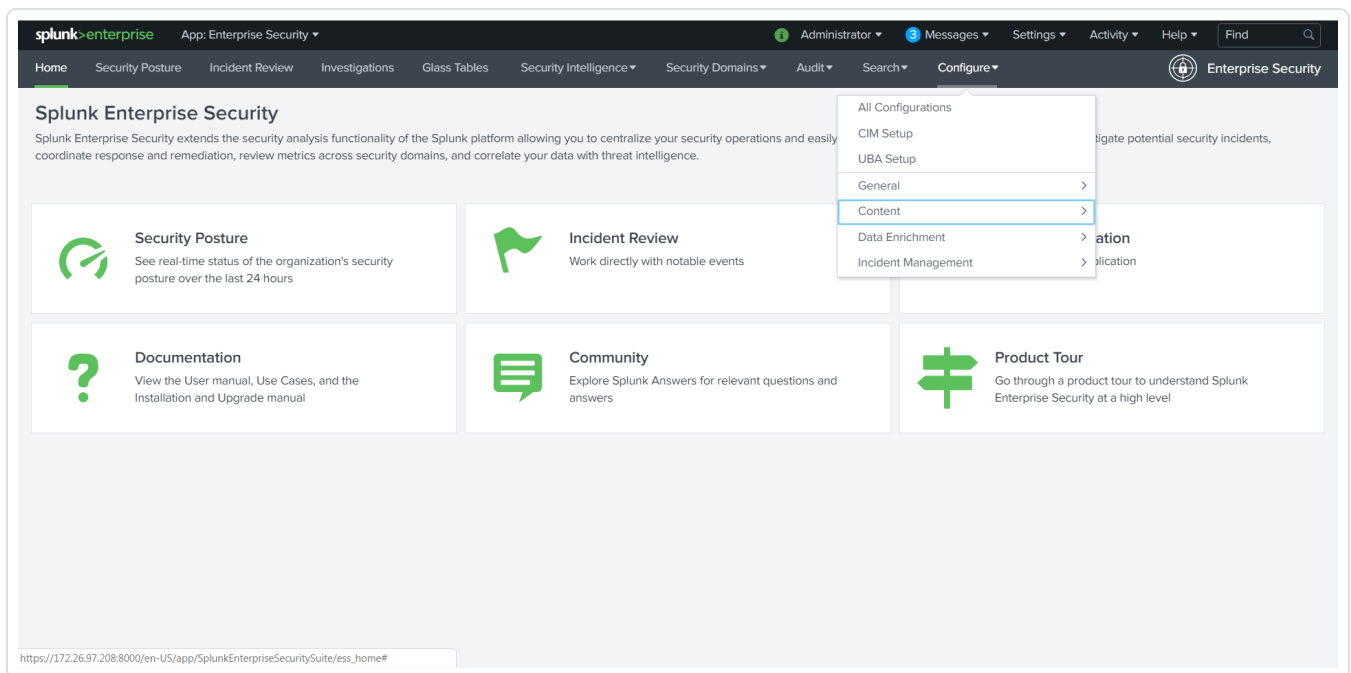 splunk>enterprise App: Enterprise Security i Administrator 3 Messages Settings Activity Help Find
Home Security Posture Incident Review Investigations Glass Tables Security Intelligence Security Domains Audit Search Configure Enterprise Security
Splunk Enterprise Security
Splunk Enterprise Security extends the security analysis functionality of the Splunk platform allowing you to centralize your security operations and easily tigate potential security incidents,
coordinate response and remediation, review metrics across security domains, and correlate your data with threat intelligence.
All Configurations
CIM Setup
UBA Setup
General
Content
Data Enrichment
Incident Management
Security Posture
See real-time status of the organization's security
posture over the last 24 hours
Incident Review
Work directly with notable events
ation
plication
Documentation
View the User manual, Use Cases, and the
Installation and Upgrade manual
Community
Explore Splunk Answers for relevant questions and
answers
Product Tour
Go through a product tour to understand Splunk
Enterprise Security at a high level
https://172.26.97.208:8000/en-US/app/SplunkEnterpriseSecuritySuite/ess_home#